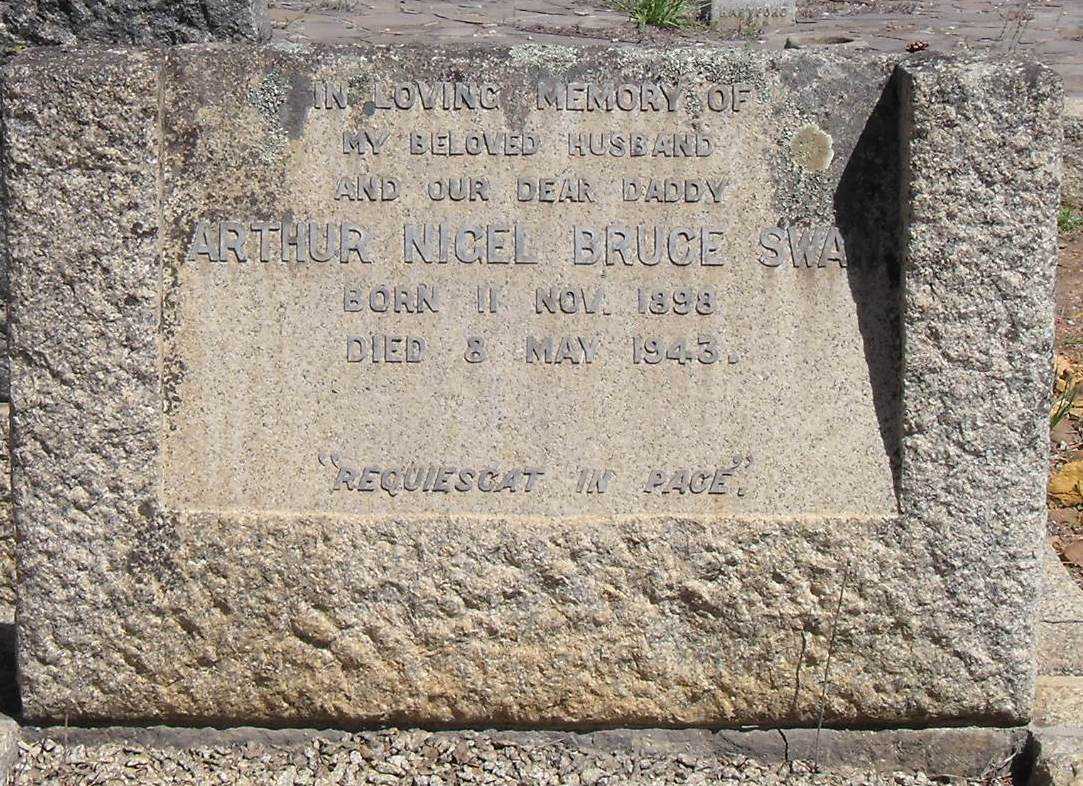 IN LOVING MEMORY OF
MY BELOVED HUSBAND
AND OUR DEAR DADDY
ARTHUR NIGEL BRUCE
BORN 11 NOV. 1898
DIED 8 MAY 1943.
"REQUIESCAT IN PACE".